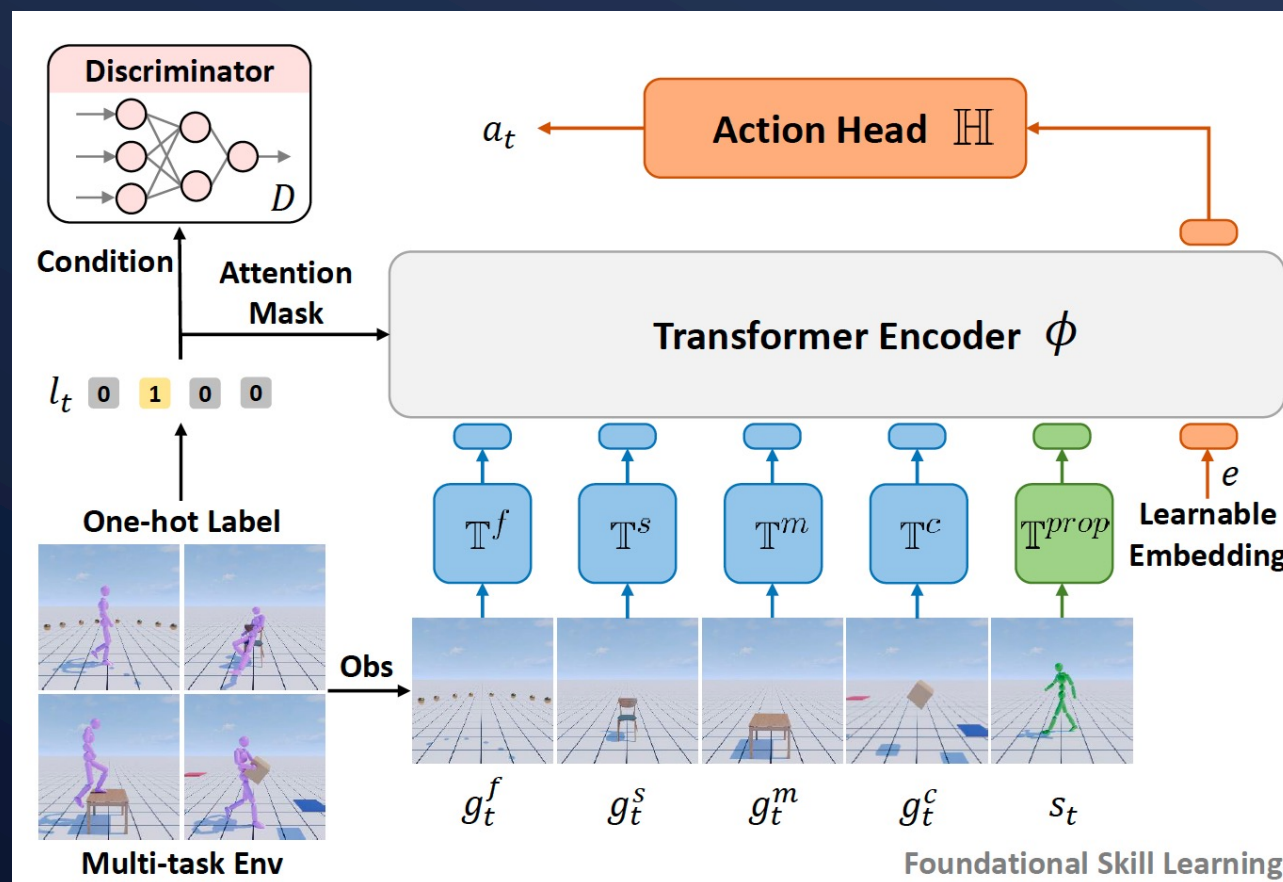 Discriminator
D
a_t
Action Head ℍ
Condition
Attention
Mask
Transformer Encoder ϕ
l_t 0 1 0 0
One-hot Label
𝕋^f 𝕋^s 𝕋^m 𝕋^c 𝕋^{prop}
e
Learnable
Embedding
Obs
g_t^f g_t^s g_t^m g_t^c s_t
Multi-task Env
Foundational Skill Learning